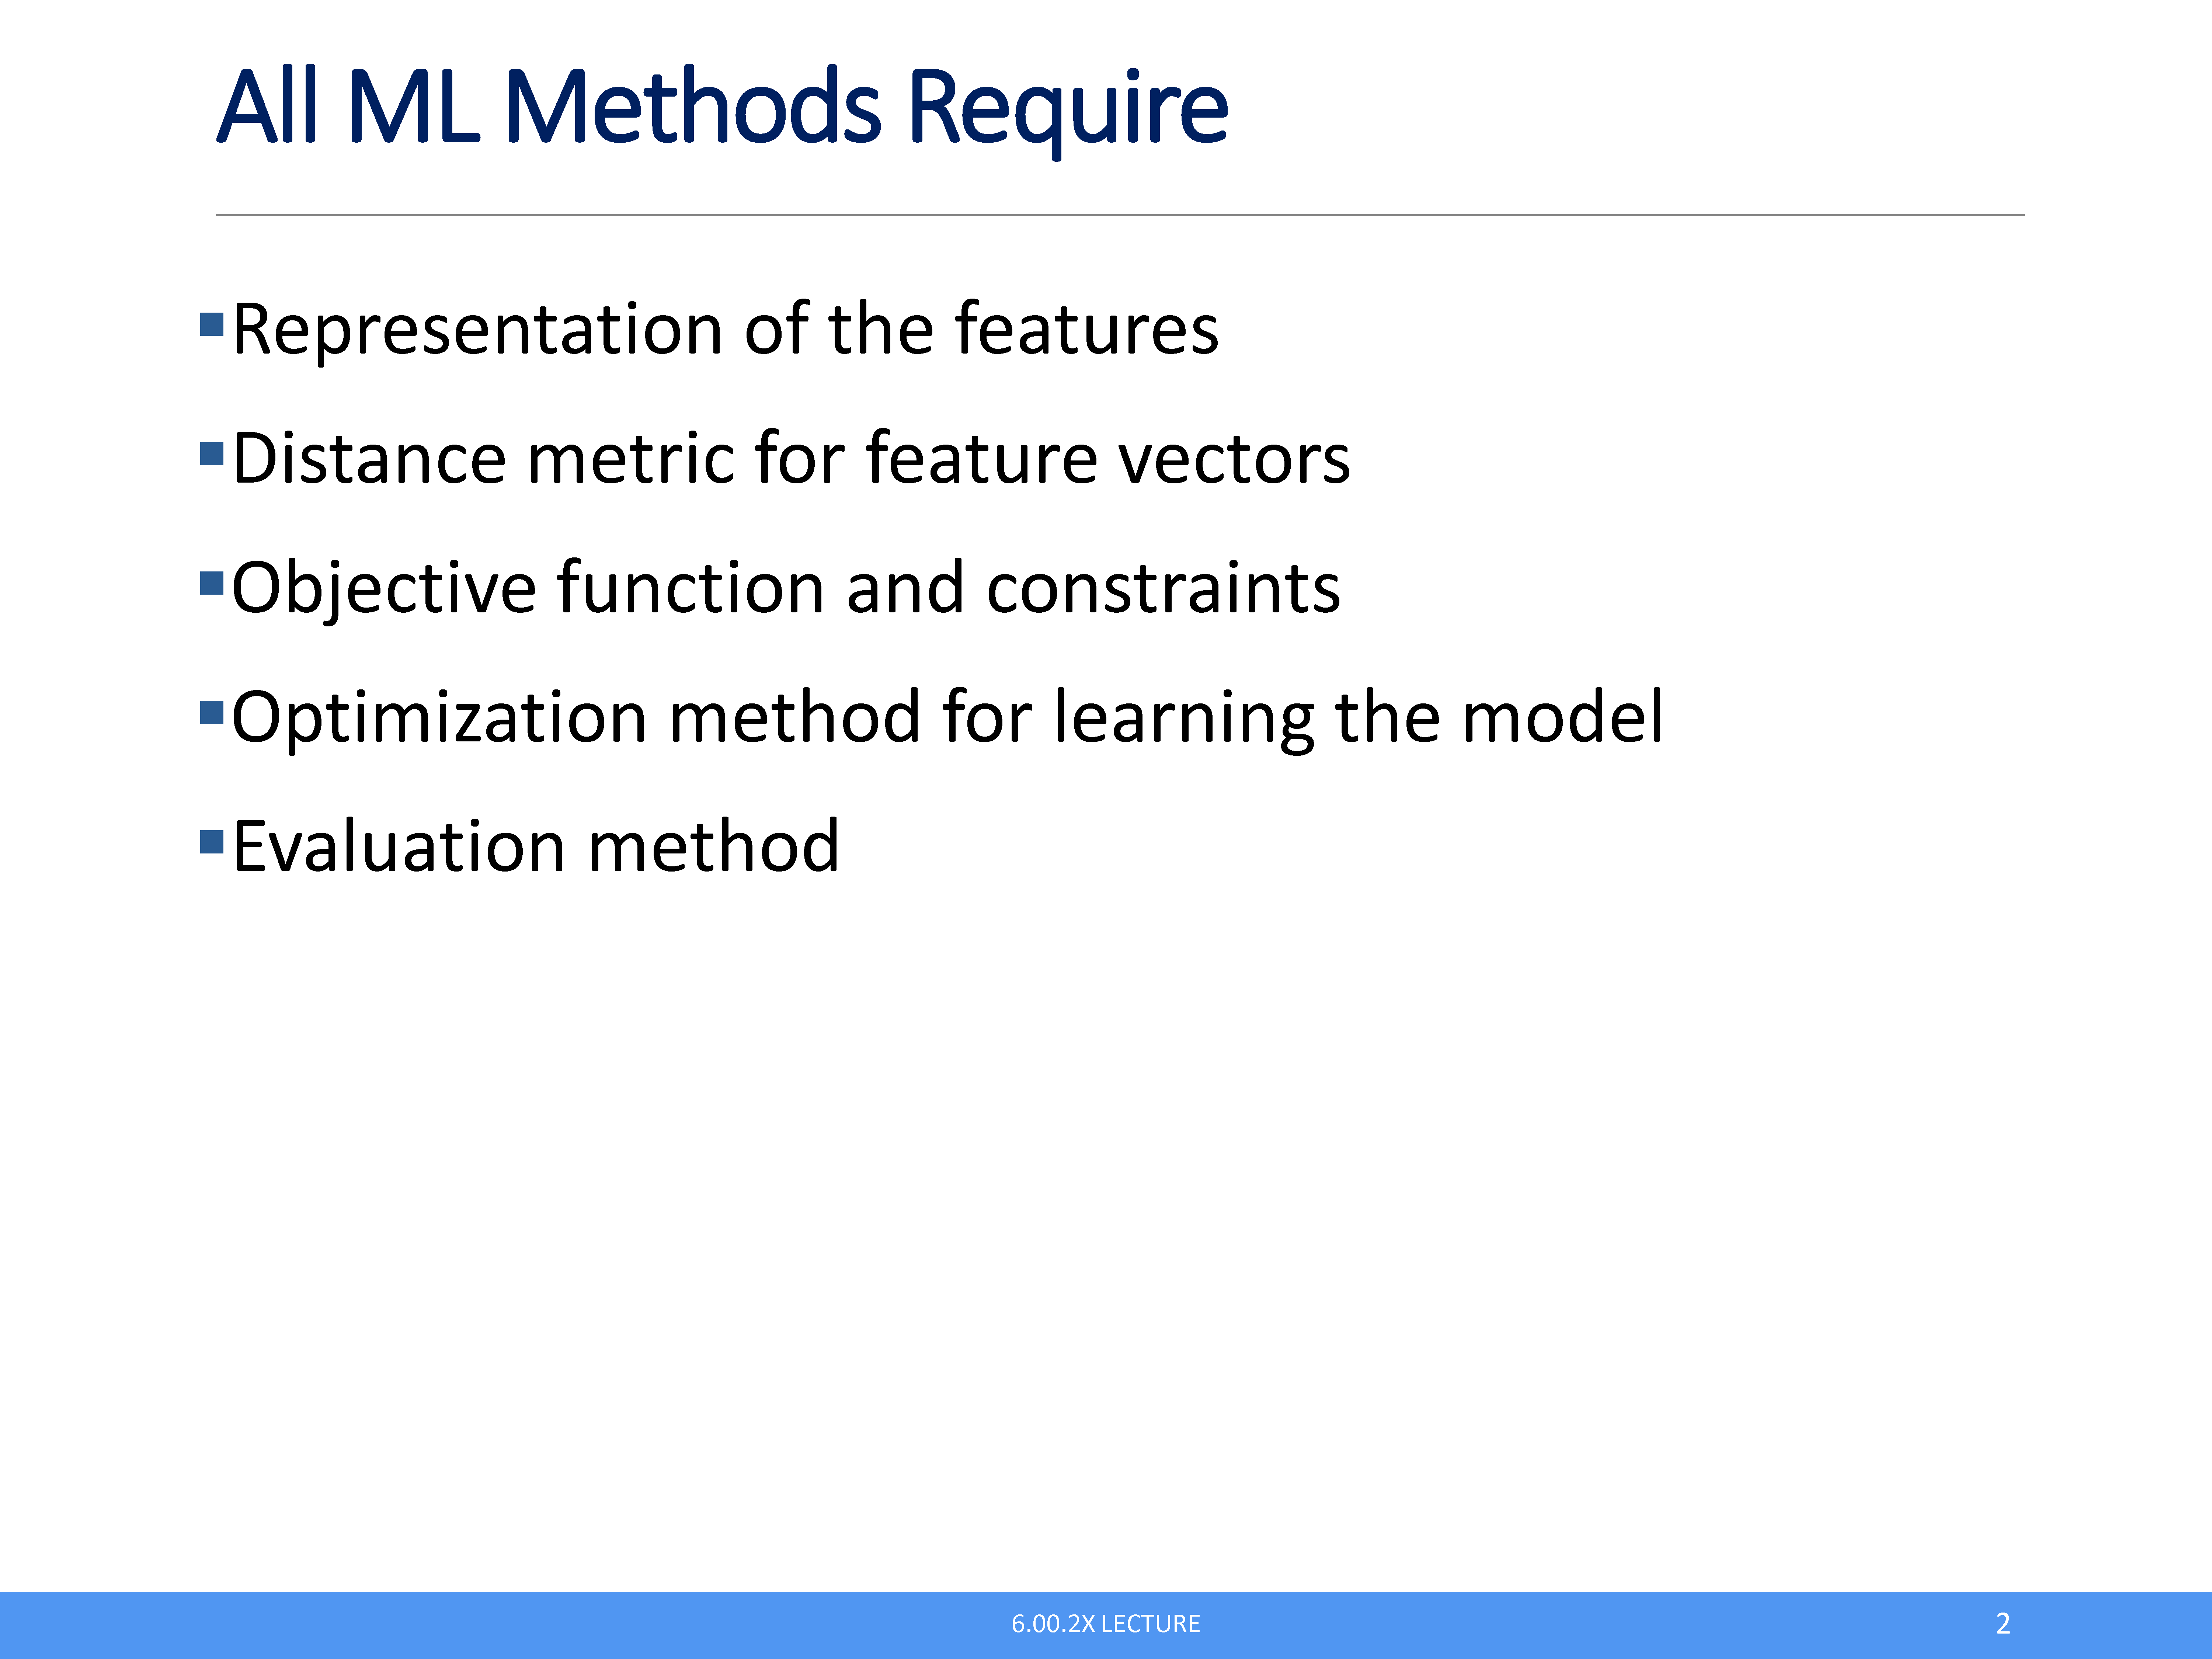 All ML Methods Require
▪Representation of the features
▪Distance metric for feature vectors
▪Objective function and constraints
▪Optimization method for learning the model
▪Evaluation method
6.00.2X LECTURE
2